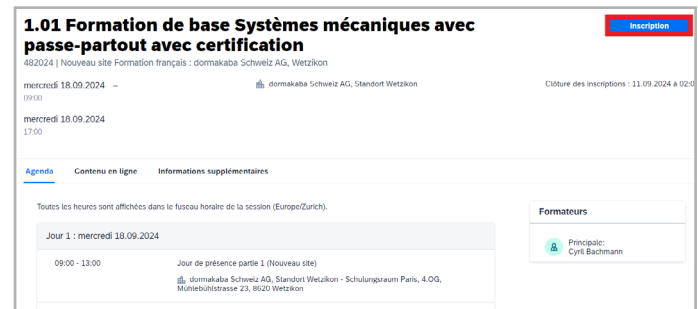 1.01 Formation de base Systèmes mécaniques avec
passe-partout avec certification
Inscription
482024 | Nouveau site Formation français : dormakaba Schweiz AG, Wetzikon
mercredi 18.09.2024 –
09:00
dormakaba Schweiz AG, Standort Wetzikon
Clôture des inscriptions : 11.09.2024 à 02:0
mercredi 18.09.2024
17:00
Agenda Contenu en ligne Informations supplémentaires
Toutes les heures sont affichées dans le fuseau horaire de la session (Europe/Zurich).
Formateurs
Jour 1 : mercredi 18.09.2024
Principale:
Cyril Bachmann
09:00 - 13:00 Jour de présence partie 1 (Nouveau site)
dormakaba Schweiz AG, Standort Wetzikon - Schulungsraum Paris, 4.OG,
Mühlebühlstrasse 23, 8620 Wetzikon